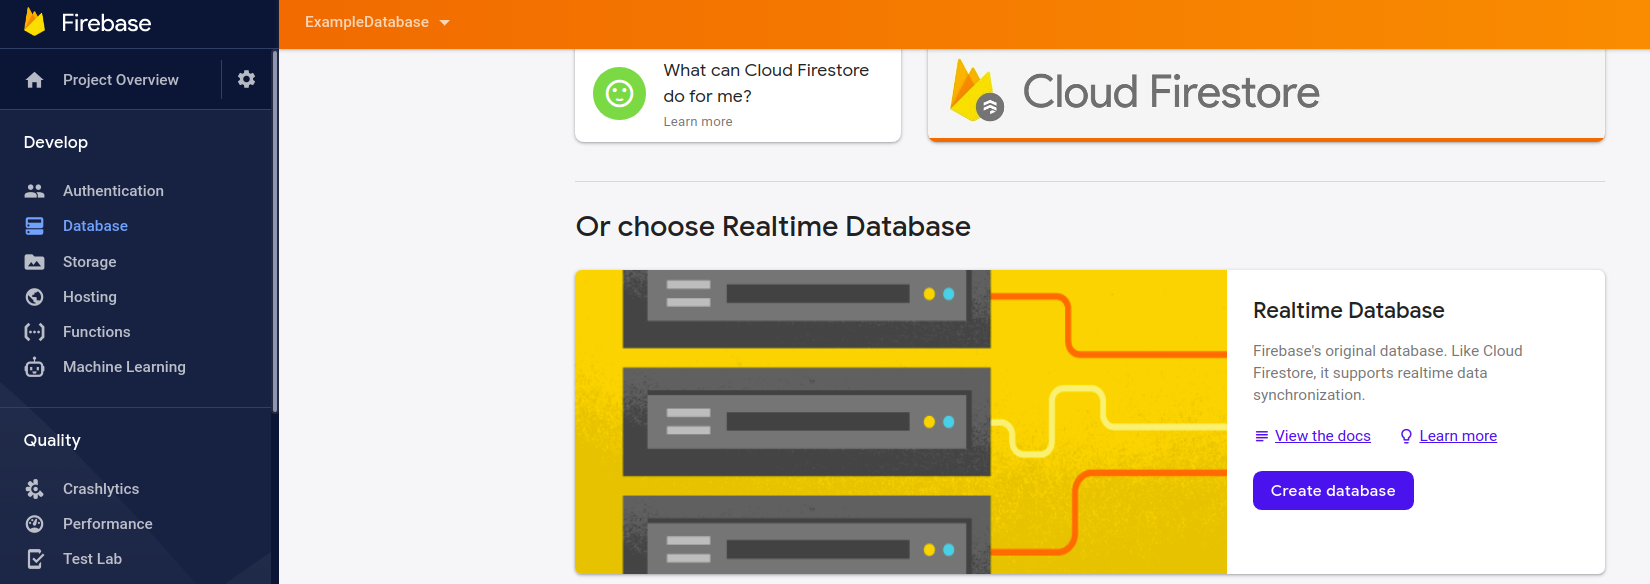 Firebase
ExampleDatabase
Project Overview
Develop
Authentication
Database
Storage
Hosting
Functions
Machine Learning
Quality
Crashlytics
Performance
Test Lab
What can Cloud Firestore
do for me?
Learn more
Cloud Firestore
Or choose Realtime Database
Realtime Database
Firebase's original database. Like Cloud
Firestore, it supports realtime data
synchronization.
View the docs
Learn more
Create database